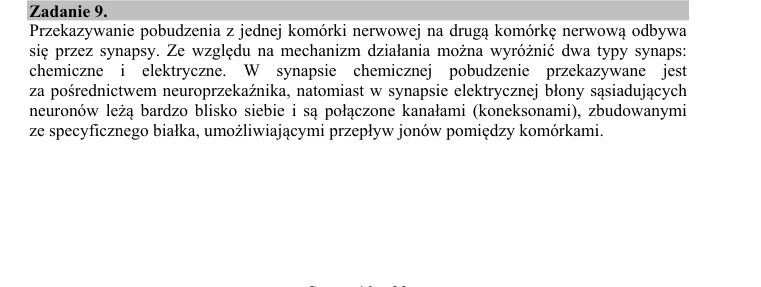 Zadanie 9.
Przekazywanie pobudzenia z jednej komórki nerwowej na drugą komórkę nerwową odbywa
się przez synapsy. Ze względu na mechanizm działania można wyróżnić dwa typy synaps:
chemiczne i elektryczne. W synapsie chemicznej pobudzenie przekazywane jest
za pośrednictwem neuroprzekaźnika, natomiast w synapsie elektrycznej błony sąsiadujących
neuronów leżą bardzo blisko siebie i są połączone kanałami (koneksonami), zbudowanymi
ze specyficznego białka, umożliwiającymi przepływ jonów pomiędzy komórkami.